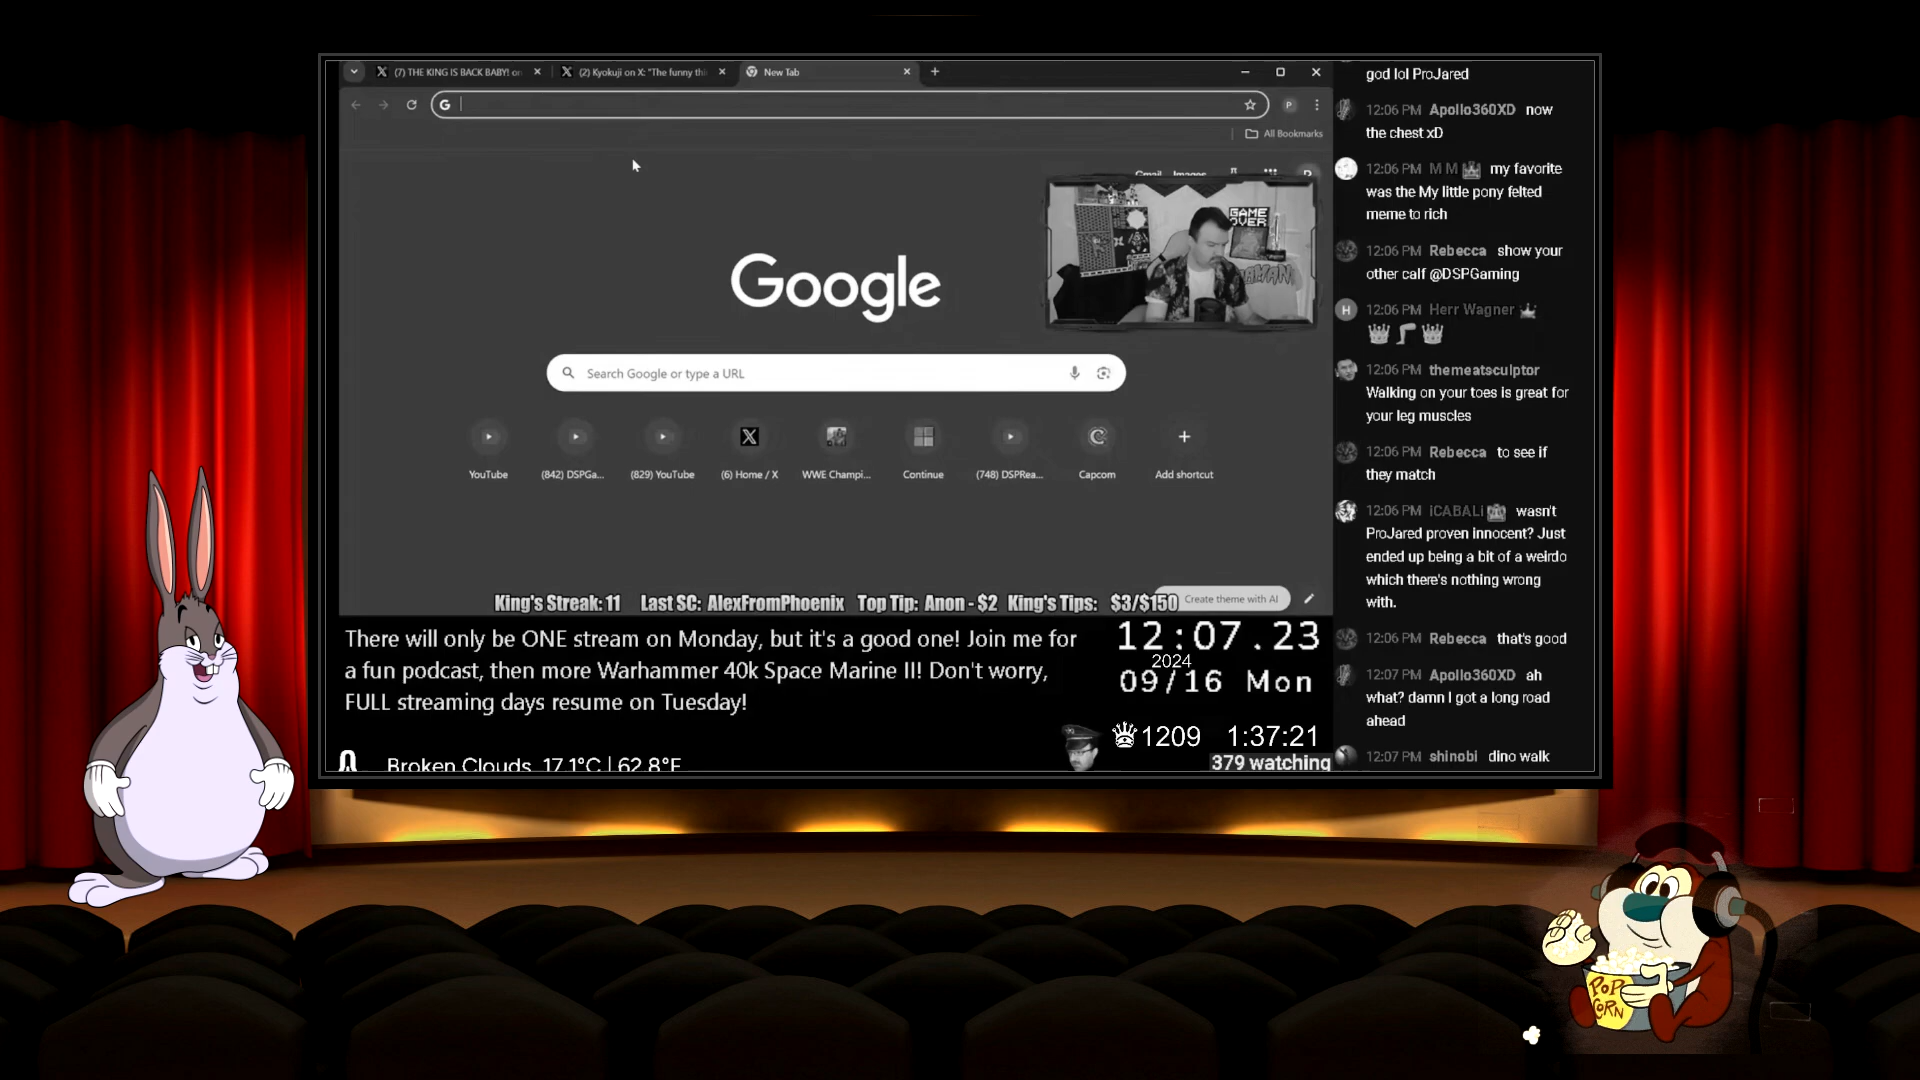 (7) THE KING IS BACK BABY! on
(2) Kyokuji on X: "The funny thi
New Tab
G
P
All Bookmarks
Gmail Images
GAME
OVER
Google
Search Google or type a URL
YouTube
(842) DSPGa...
(829) YouTube
(6) Home / X
WWE Champi...
Continue
(748) DSPRea...
Capcom
Add shortcut
King's Streak: 11 Last SC: AlexFromPhoenix Top Tip: Anon - $2 King's Tips: $3/$150
Create theme with AI
There will only be ONE stream on Monday, but it's a good one! Join me for
a fun podcast, then more Warhammer 40k Space Marine II! Don't worry,
FULL streaming days resume on Tuesday!
12:07.23
2024
09/16 Mon
1209 1:37:21
379 watching
Broken Clouds 17.1°C | 62.8°F
god lol ProJared
12:06 PM Apollo360XD now
the chest xD
12:06 PM M M my favorite
was the My little pony felted
meme to rich
12:06 PM Rebecca show your
other calf @DSPGaming
H
12:06 PM Herr Wagner
12:06 PM themeatsculptor
Walking on your toes is great for
your leg muscles
12:06 PM Rebecca to see if
they match
12:06 PM iCABALi wasn't
ProJared proven innocent? Just
ended up being a bit of a weirdo
which there's nothing wrong
with.
12:06 PM Rebecca that's good
12:07 PM Apollo360XD ah
what? damn I got a long road
ahead
12:07 PM shinobi dino walk
POP
CORN